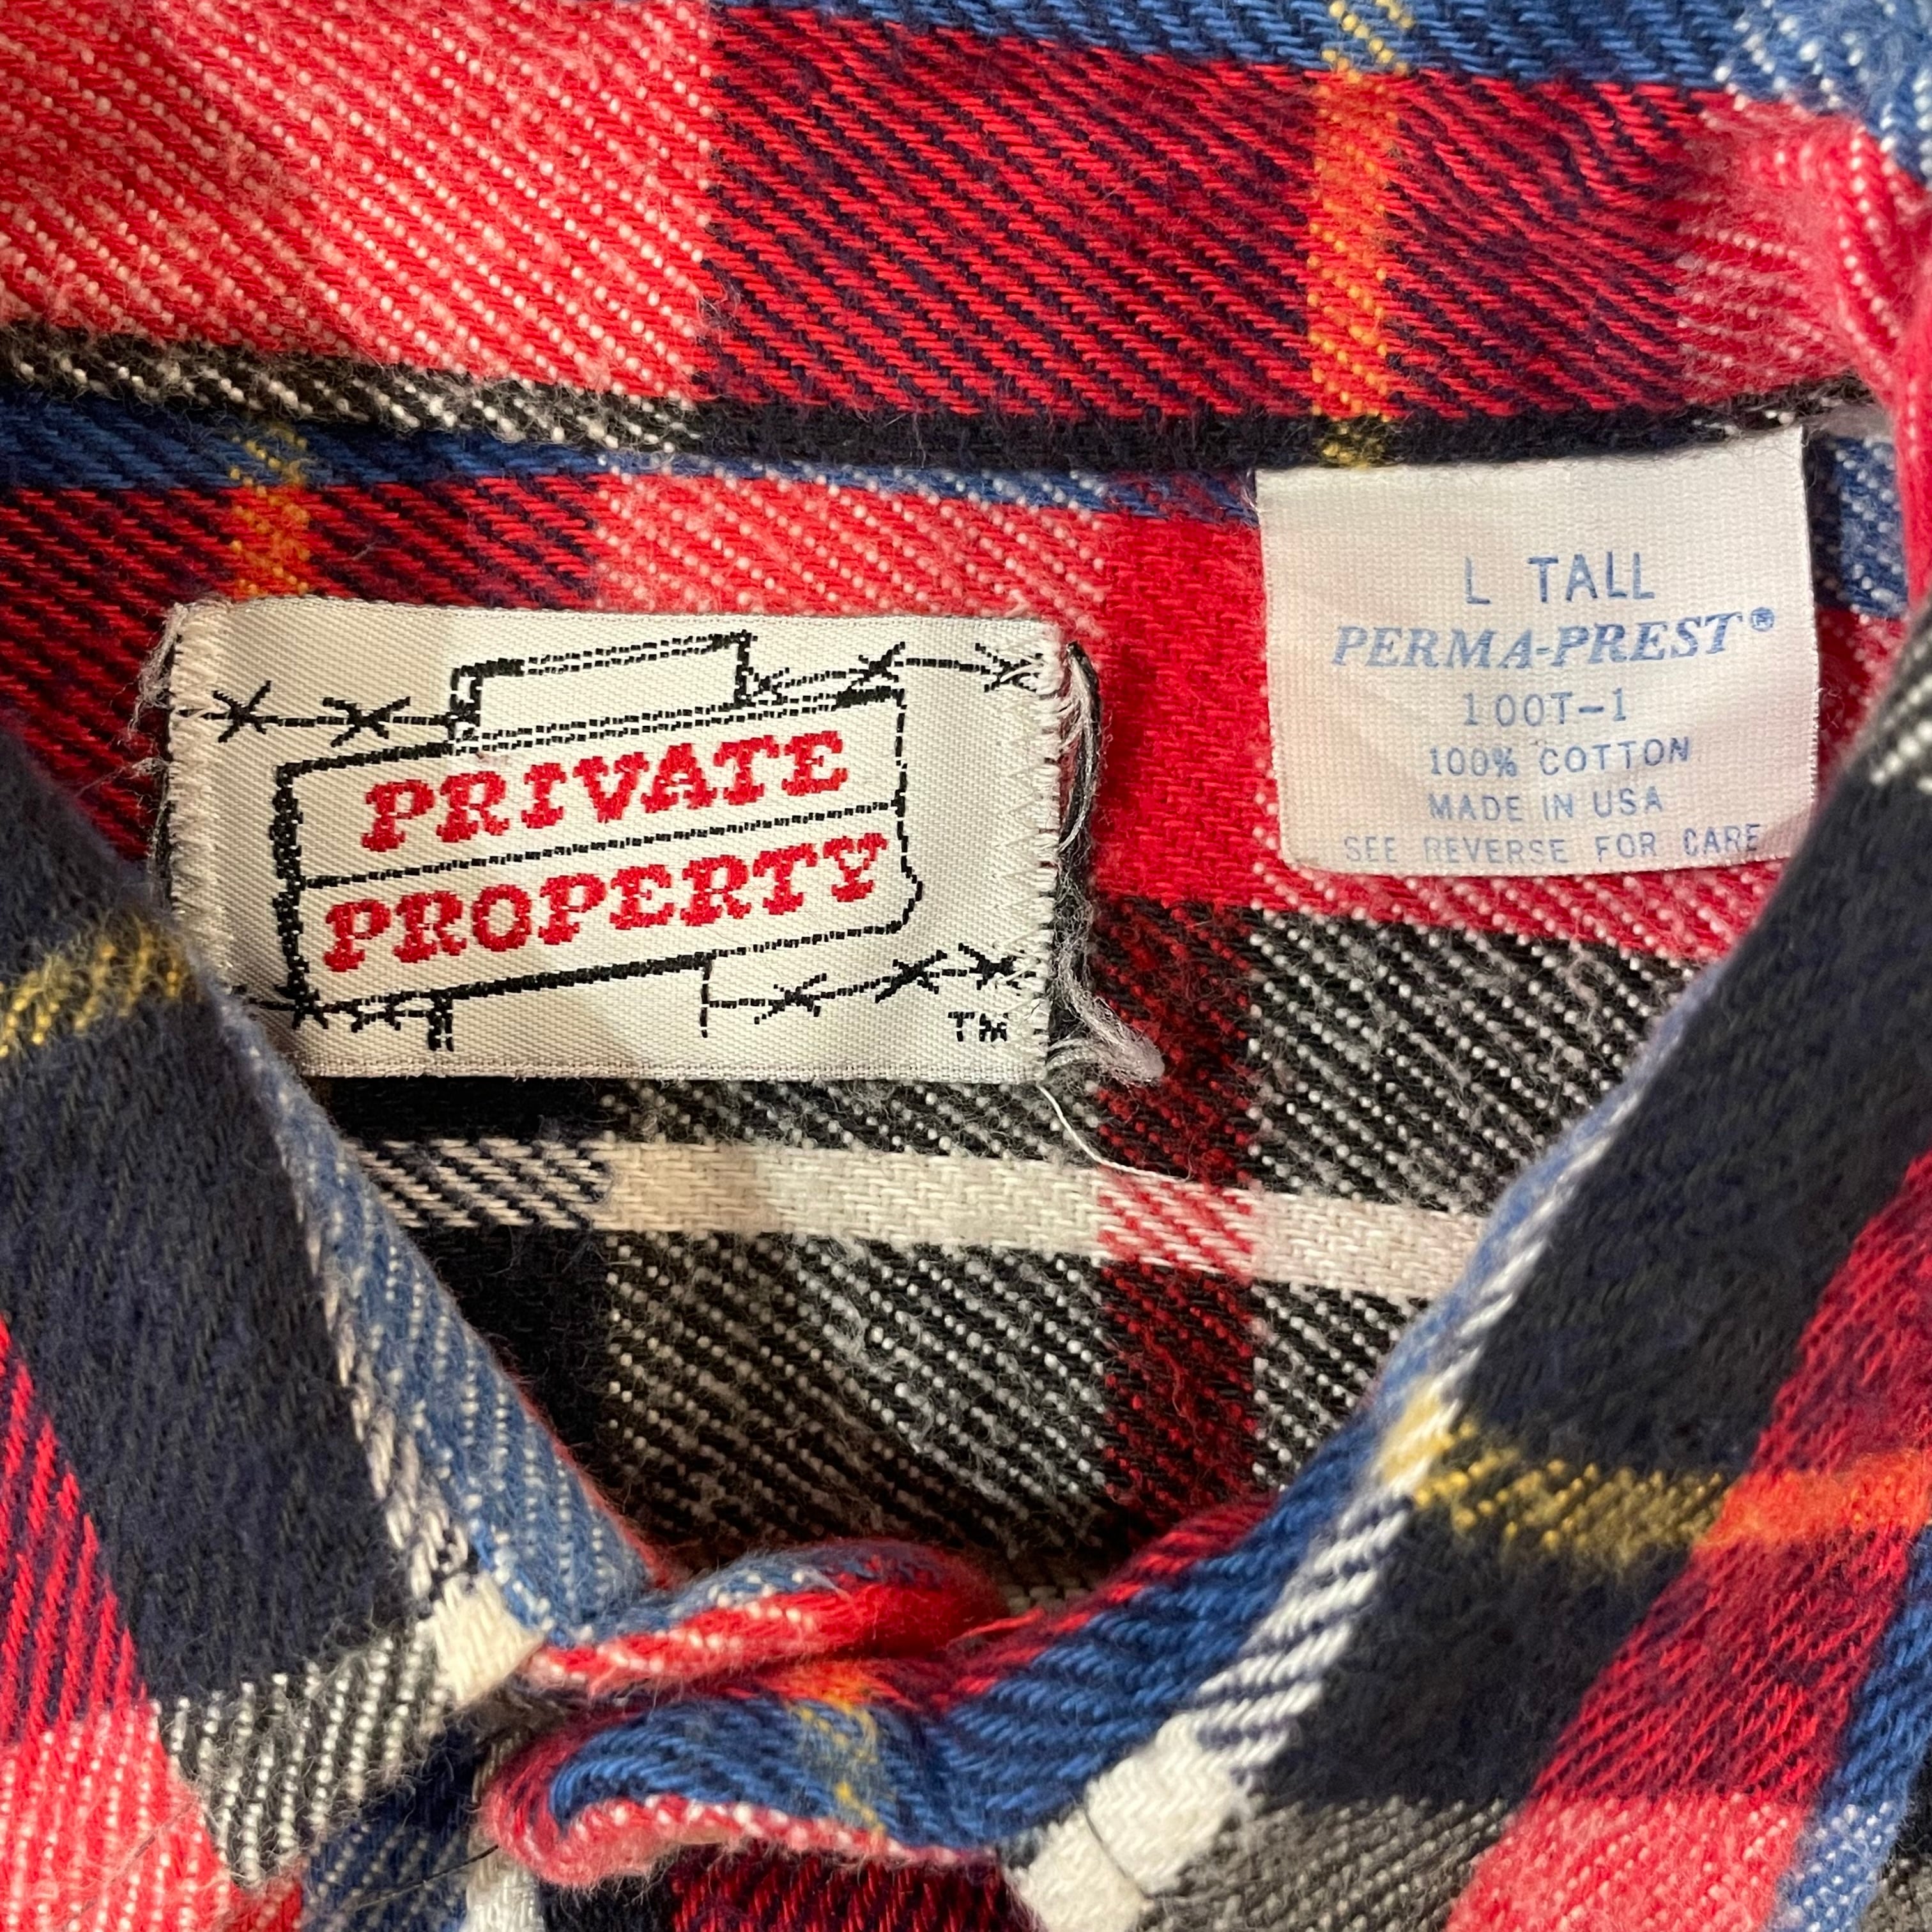 PRIVATE
PROPERTY
TM
L TALL
PERMA-PREST®
100T-1
100% COTTON
MADE IN USA
SEE REVERSE FOR CARE